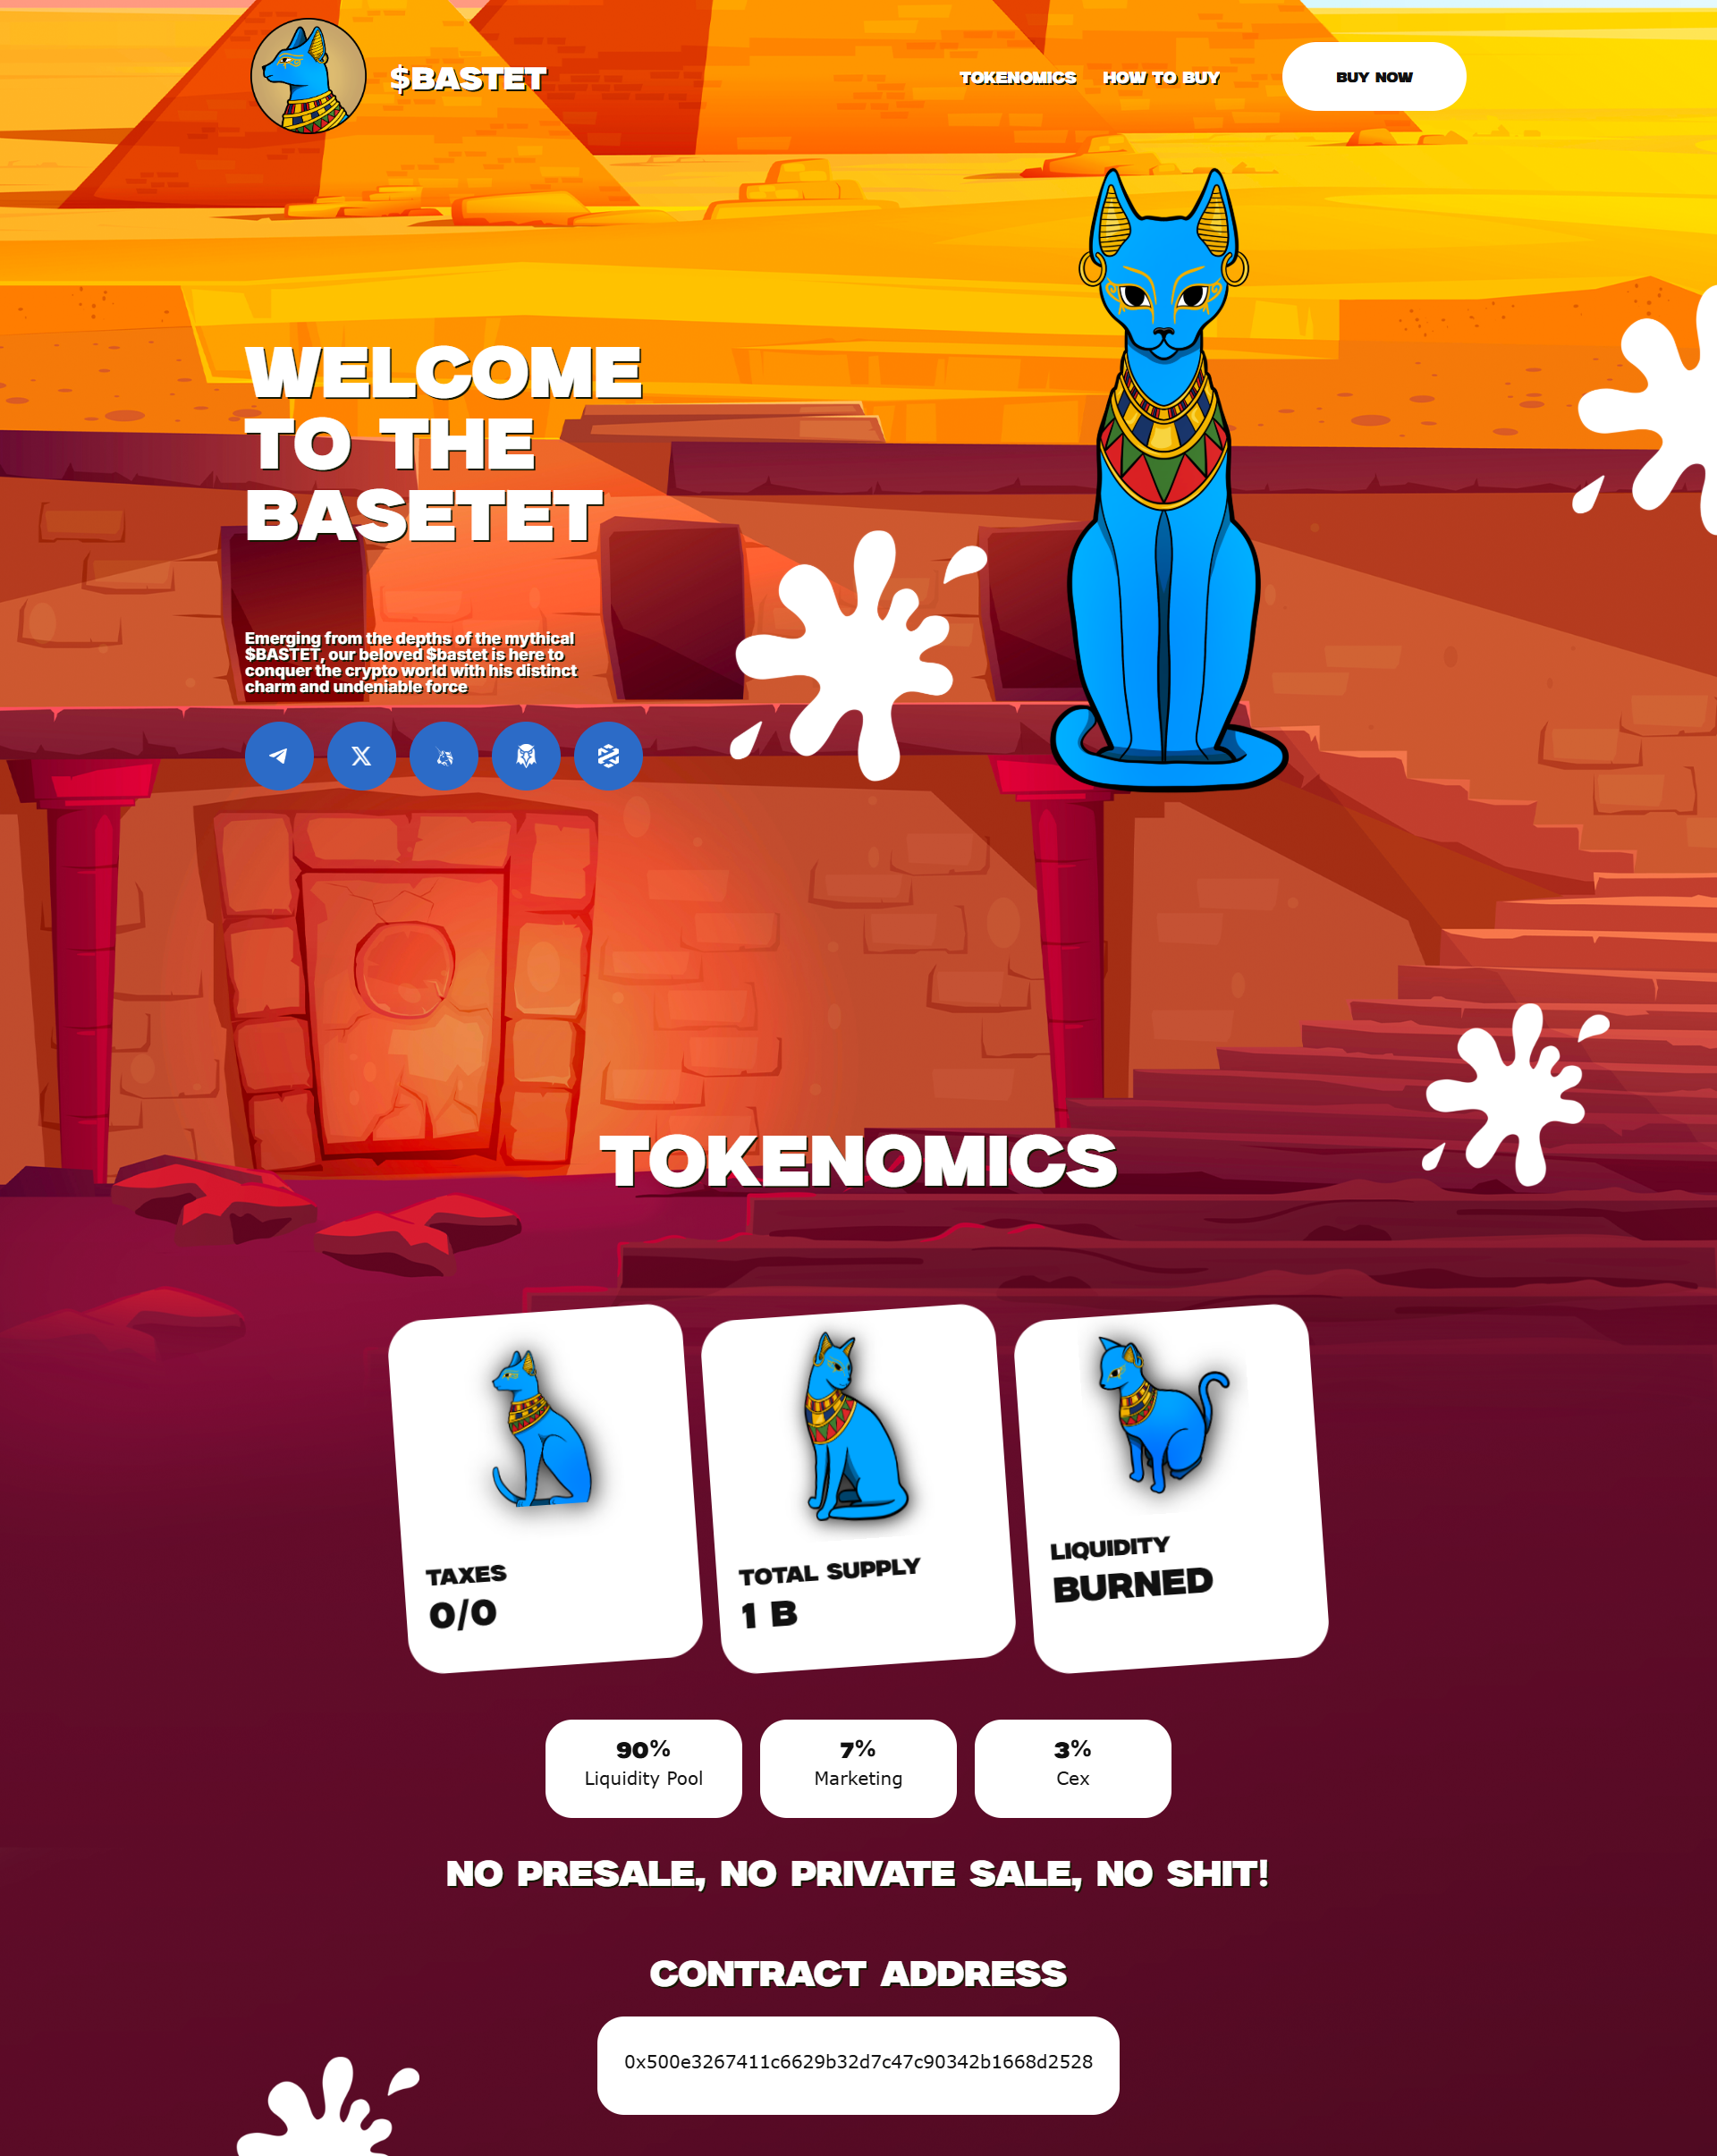 $BASTET
TOKENOMICS
HOW TO BUY
BUY NOW
WELCOME
TO THE
BASETET
Emerging from the depths of the mythical
$BASTET, our beloved $bastet is here to
conquer the crypto world with his distinct
charm and undeniable force
TOKENOMICS
TAXES
0/0
TOTAL SUPPLY
1 B
LIQUIDITY
BURNED
90%
Liquidity Pool
7%
Marketing
3%
Cex
NO PRESALE, NO PRIVATE SALE, NO SHIT!
CONTRACT ADDRESS
0x500e3267411c6629b32d7c47c90342b1668d2528